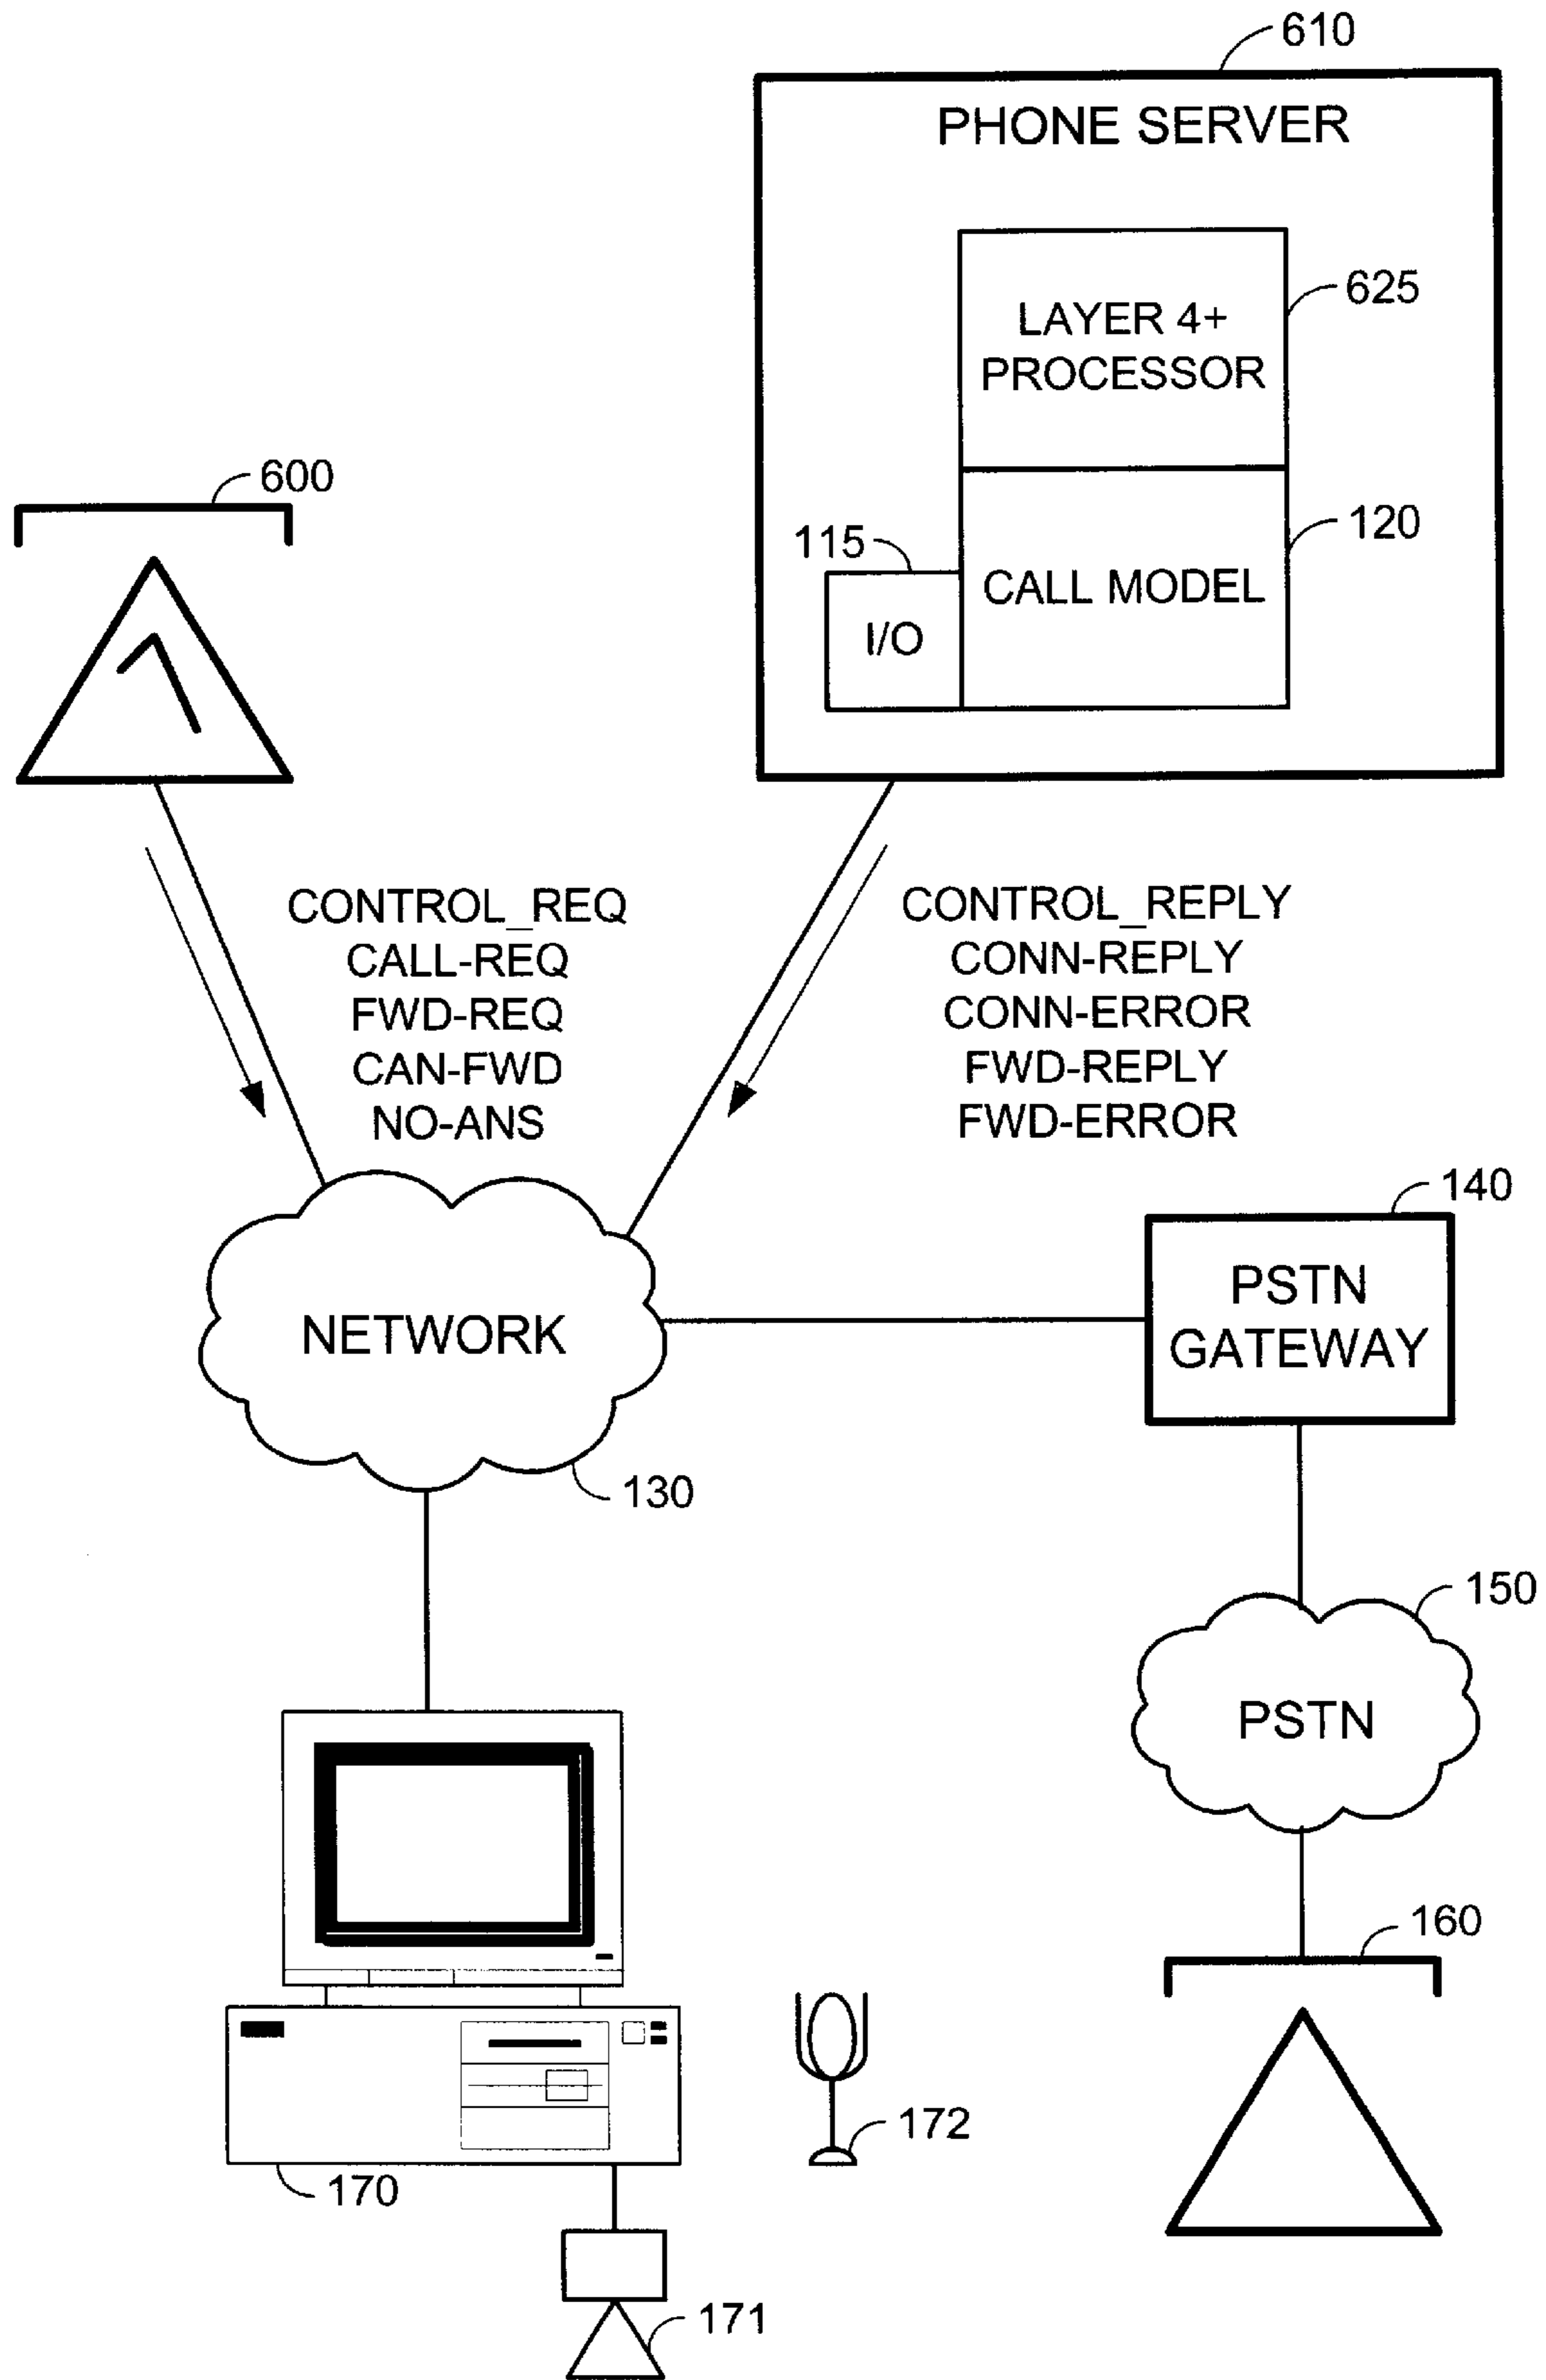 610
PHONE SERVER
LAYER 4+
PROCESSOR
625
600
115
120
CALL MODEL
I/O
CONTROL_REQ
CALL-REQ
FWD-REQ
CAN-FWD
NO-ANS
CONTROL_REPLY
CONN-REPLY
CONN-ERROR
FWD-REPLY
FWD-ERROR
140
PSTN
GATEWAY
NETWORK
130
150
PSTN
160
172
170
171